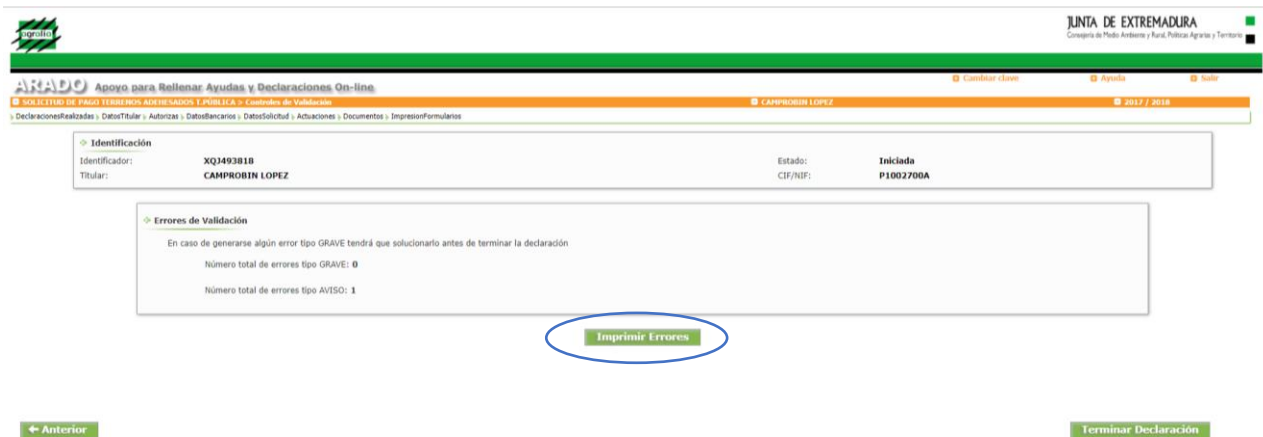 agralia
JUNTA DE EXTREMADURA
Consejería de Medio Ambiente y Rural, Políticas Agrarias y Territorio
ARADO Apoyo para Rellenar Ayudas y Declaraciones On-line
Cambiar clave Ayuda Salir
SOLICITUD DE PAGO TERRENOS ADEHESADOS T.PÚBLICA > Controles de Validación CAMPROBIN LOPEZ 2017 / 2018
DeclaracionesRealizadas DatosTitular Autorizas DatosBancarios DatosSolicitud Actuaciones Documentos ImpresionFormularios
Identificación
Identificador: XQJ493818 Estado: Iniciada
Titular: CAMPROBIN LOPEZ CIF/NIF: P1002700A
Errores de Validación
En caso de generarse algún error tipo GRAVE tendrá que solucionarlo antes de terminar la declaración
Número total de errores tipo GRAVE: 0
Número total de errores tipo AVISO: 1
Imprimir Errores
Anterior Terminar Declaración